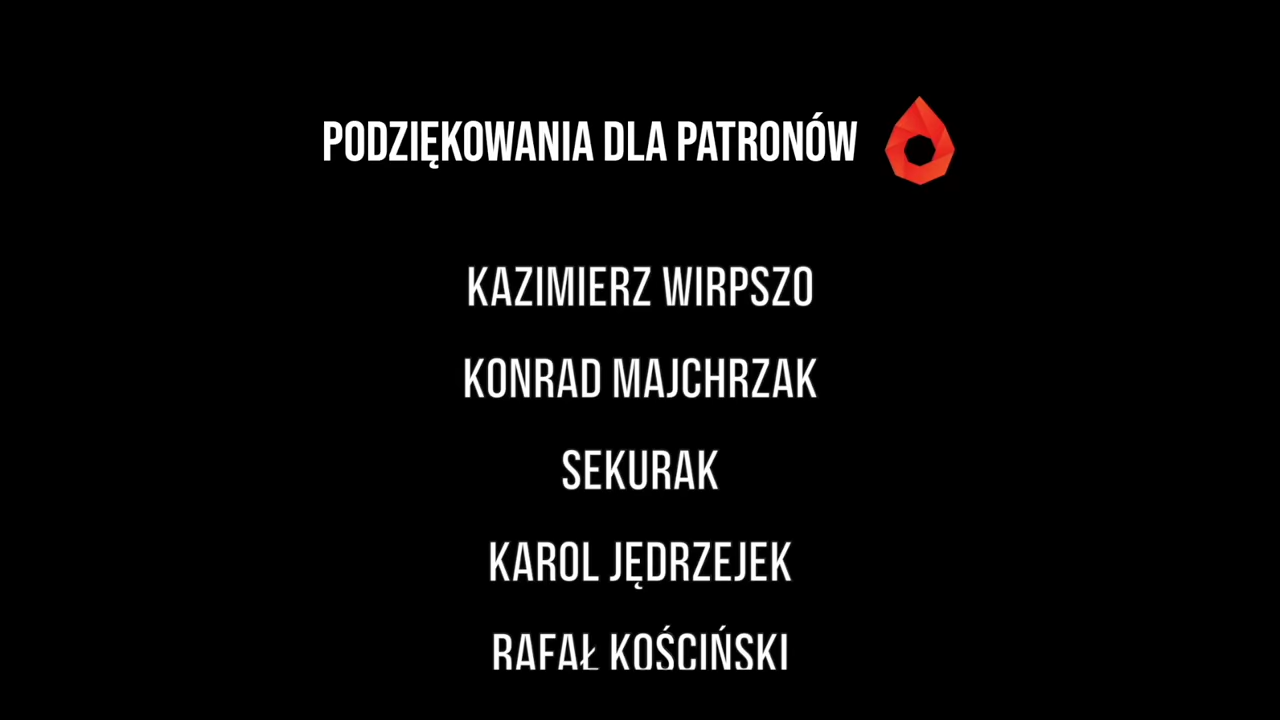 PODZIĘKOWANIA DLA PATRONÓW
KAZIMIERZ WIRPSZO
KONRAD MAJCHRZAK
SEKURAK
KAROL JĘDRZEJEK
RAFAŁ KOŚCIŃSKI